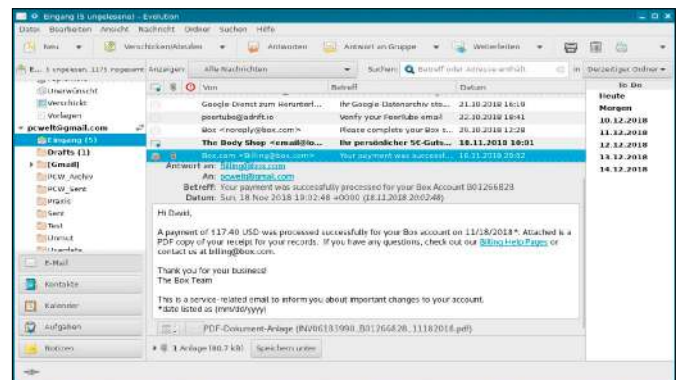 Eingang (5 ungelesene) – Evolution
Datei Bearbeiten Ansicht Nachricht Ordner Suchen Hilfe
Neu Verschicken/Abrufen Antworten Antwort an Gruppe Weiterleiten
E... 5 ungelesen, 1175 insgesamt Anzeigen: Alle Nachrichten Suchen: Betreff oder Adresse enthält in Derzeitiger Ordner
Unerwünscht
Verschickt
Vorlagen
pcwelt@gmail.com
Eingang (5)
Drafts (1)
[Gmail]
PCW_Archiv
PCW_Sent
Praxis
Sent
Test
Unmut
E-Mail
Kontakte
Kalender
Aufgaben
Notizen
Von Betreff Datum
Google Dienst zum Herunterl... Ihr Google-Datenarchiv ste... 21.10.2018 16:19
peertube@adrift.io Verify your PeerTube email 22.10.2018 18:41
Box <noreply@box.com> Please complete your Box s... 29.10.2018 12:28
The Body Shop <email@lo... Ihr persönlicher 5€-Guts... 18.11.2018 10:01
Box.com <Billing@box.com> Your payment was successf... 18.11.2018 20:02
Antwort an: Billing@box.com
An: pcwelt@gmail.com
Betreff: Your payment was successfully processed for your Box Account B01266828
Datum: Sun, 18 Nov 2018 19:02:48 +0000 (18.11.2018 20:02:48)
Hi David,
A payment of $17.40 USD was processed successfully for your Box account on 11/18/2018*. Attached is a
PDF copy of your receipt for your records. If you have any questions, check out our Billing Help Pages or
contact us at billing@box.com.
Thank you for your business!
The Box Team
This is a service-related email to inform you about important changes to your account.
*date listed as (mm/dd/yyyy)
PDF-Dokument-Anlage (INV06183990_B01266828_11182018.pdf)
1 Anlage (80.7 kB) Speichern unter
To Do
Heute
Morgen
10.12.2018
11.12.2018
12.12.2018
13.12.2018
14.12.2018